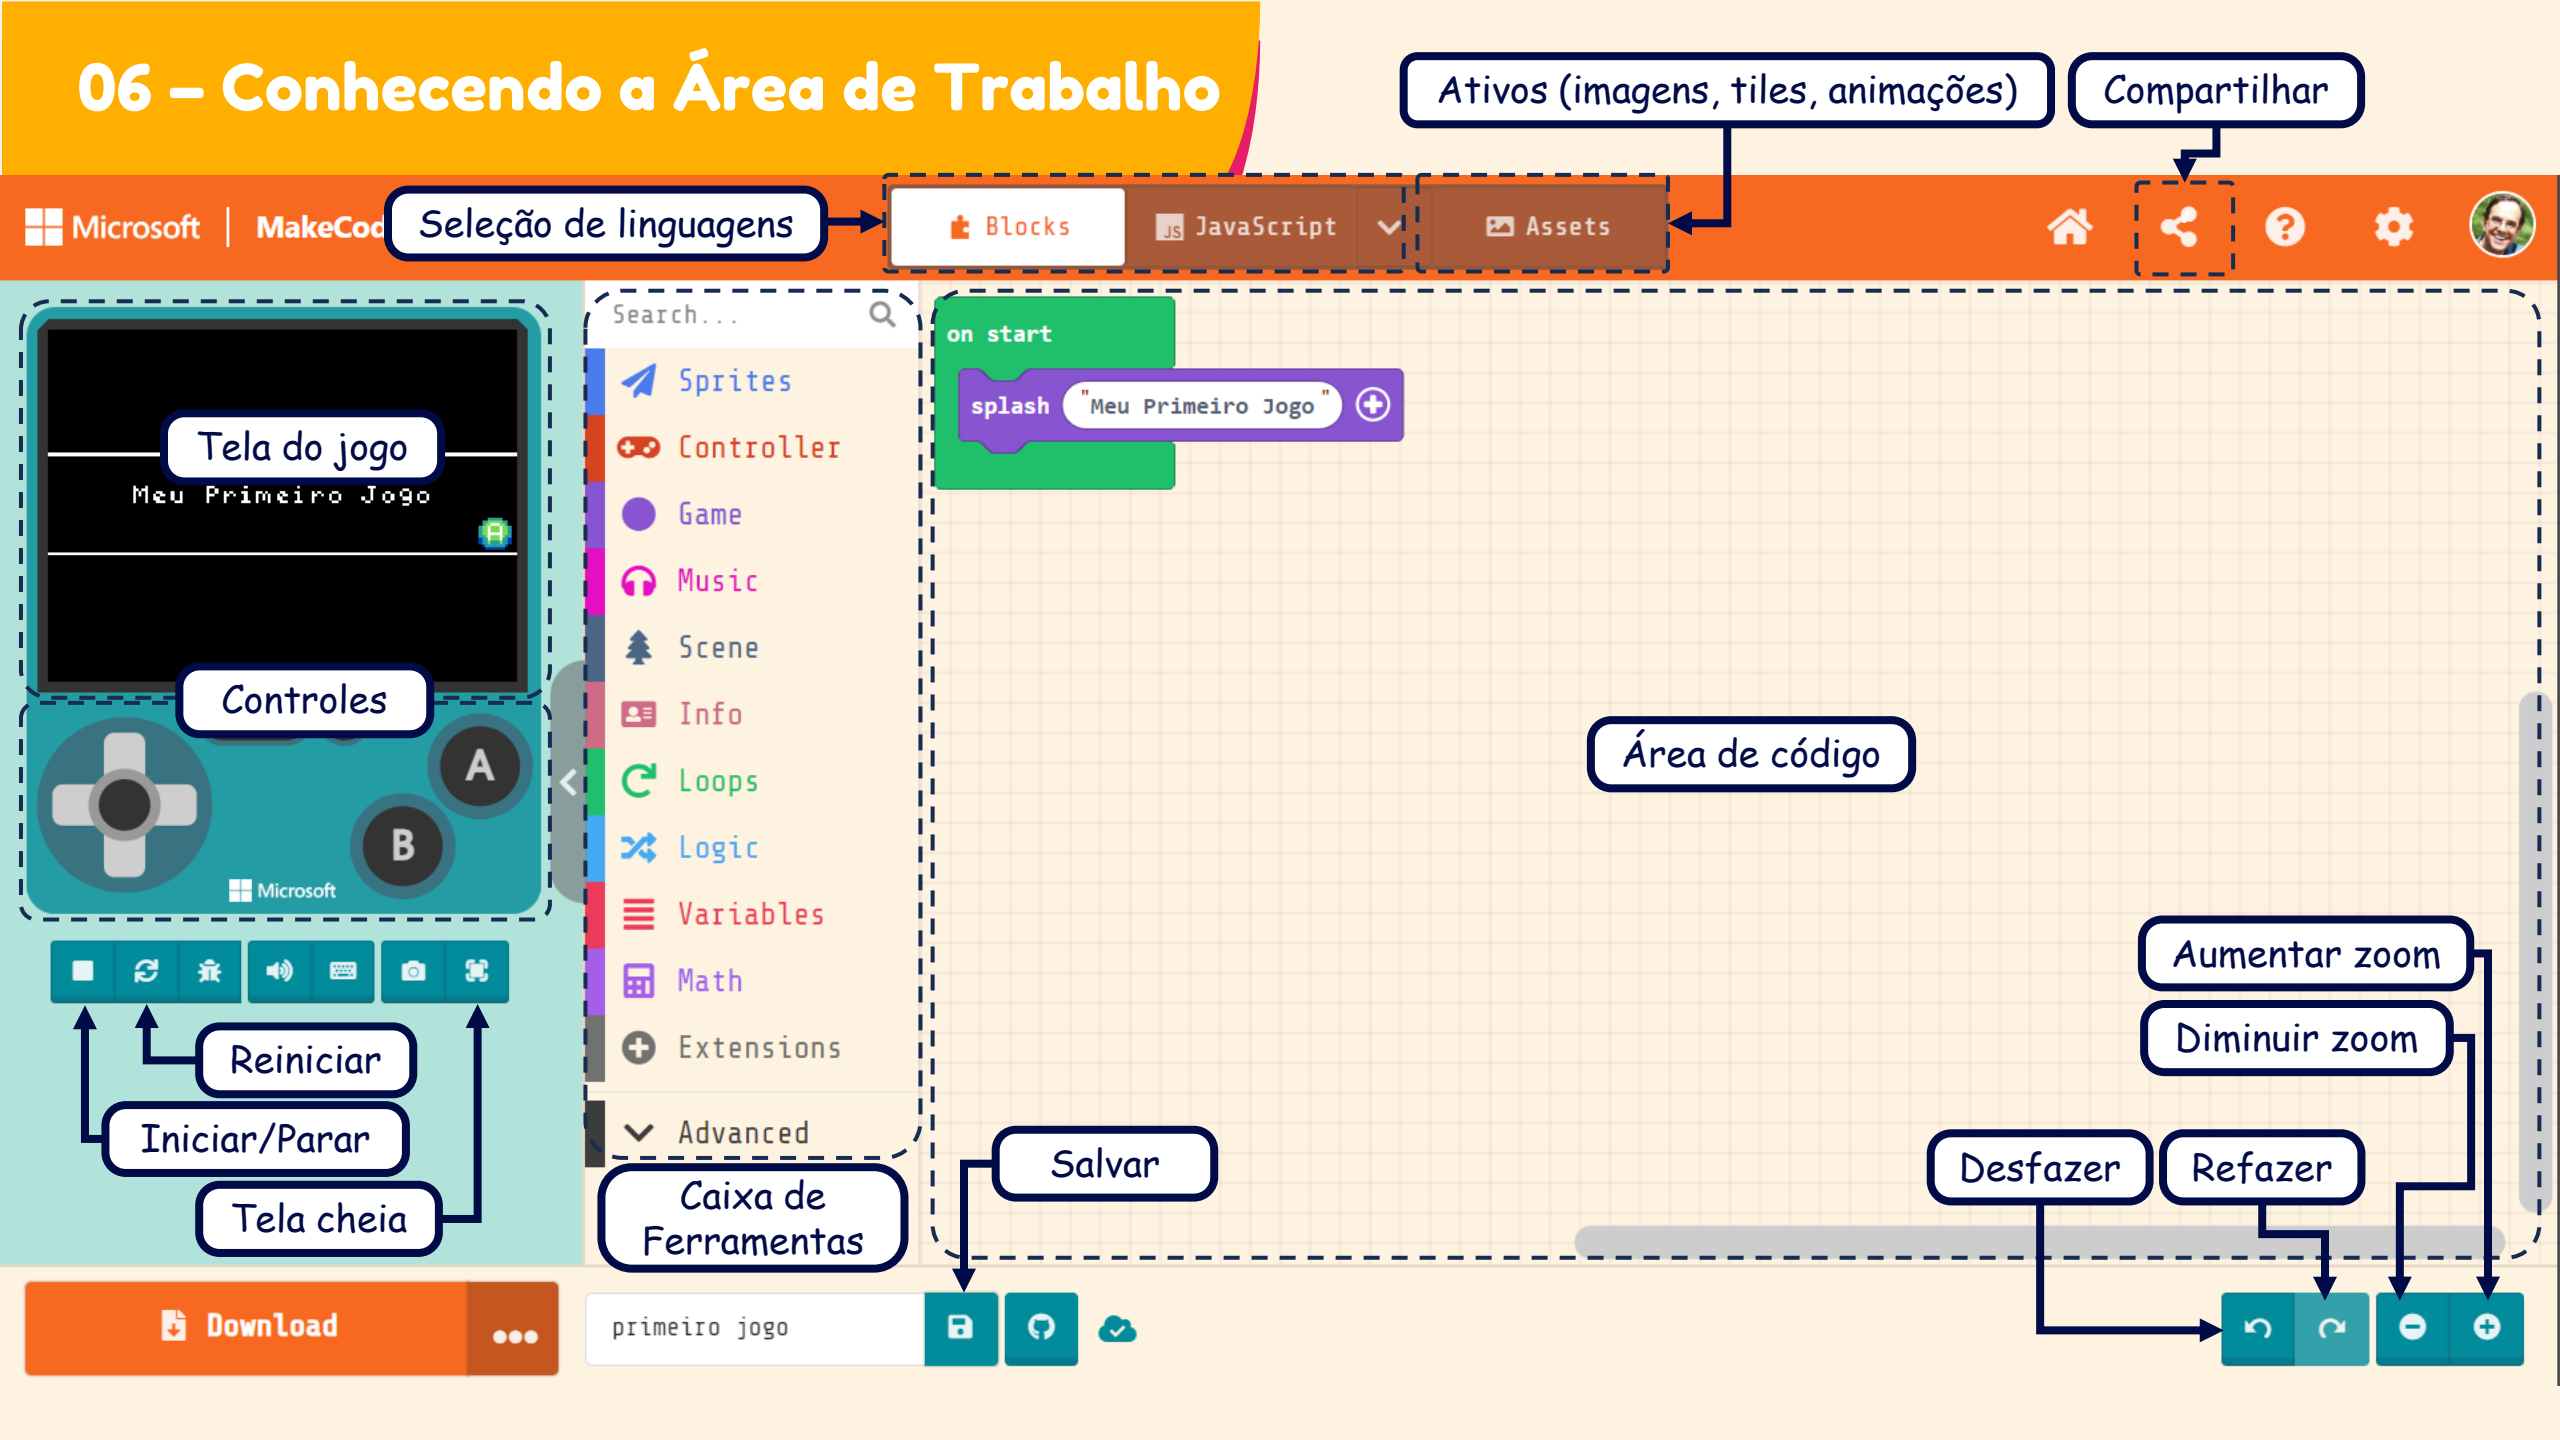 06 – Conhecendo a Área de Trabalho
Ativos (imagens, tiles, animações)
Compartilhar
Microsoft
MakeCod
Seleção de linguagens
Blocks
JS
JavaScript
Assets
Search...
on start
splash "Meu Primeiro Jogo"
Tela do jogo
Meu Primeiro Jogo
A
Controles
A
B
Microsoft
Sprites
Controller
Game
Music
Scene
Info
Loops
Logic
Variables
Math
Extensions
Advanced
Área de código
Reiniciar
Iniciar/Parar
Tela cheia
Caixa de
Ferramentas
Salvar
Aumentar zoom
Diminuir zoom
Desfazer
Refazer
Download
primeiro jogo